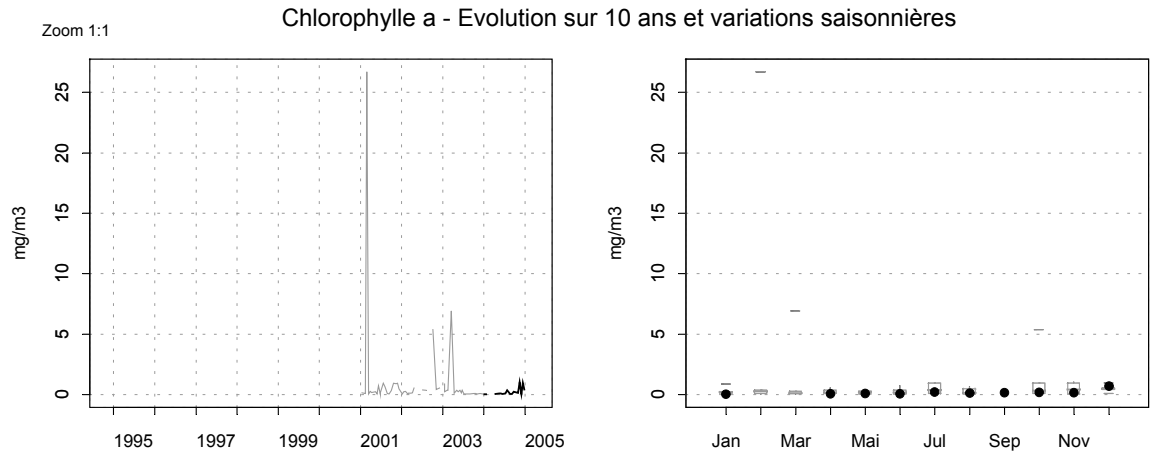 Chlorophylle a - Evolution sur 10 ans et variations saisonnières
Zoom 1:1
mg/m3
25
20
15
10
5
0
1995 1997 1999 2001 2003 2005
mg/m3
25
20
15
10
5
0
Jan Mar Mai Jul Sep Nov